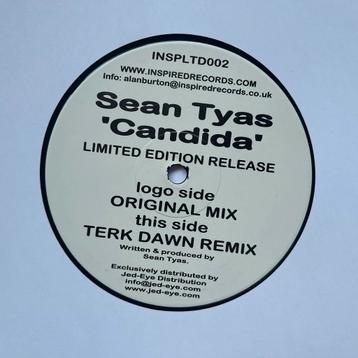 INSPLTD002
WWW.INSPIREDRECORDS.COM
Info: alanburton@inspiredrecords.co.uk
Sean Tyas
'Candida'
LIMITED EDITION RELEASE
logo side
ORIGINAL MIX
this side
TERK DAWN REMIX
Written & produced by
Sean Tyas.
Exclusively distributed by
Jed-Eye Distribution
info@jed-eye.com
www.jed-eye.com